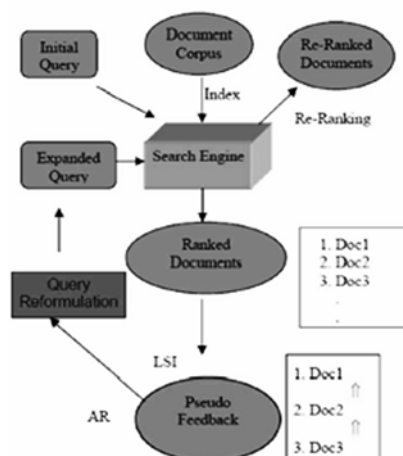 Initial
Query
Document
Corpus
Re-Ranked
Documents
Index
Re-Ranking
Expanded
Query
Search Engine
Ranked
Documents
1. Doc1
2. Doc2
3. Doc3
.
.
Query
Reformulation
LSI
AR
Pseudo
Feedback
1. Doc1
⇑
2. Doc2
⇑
3. Doc3